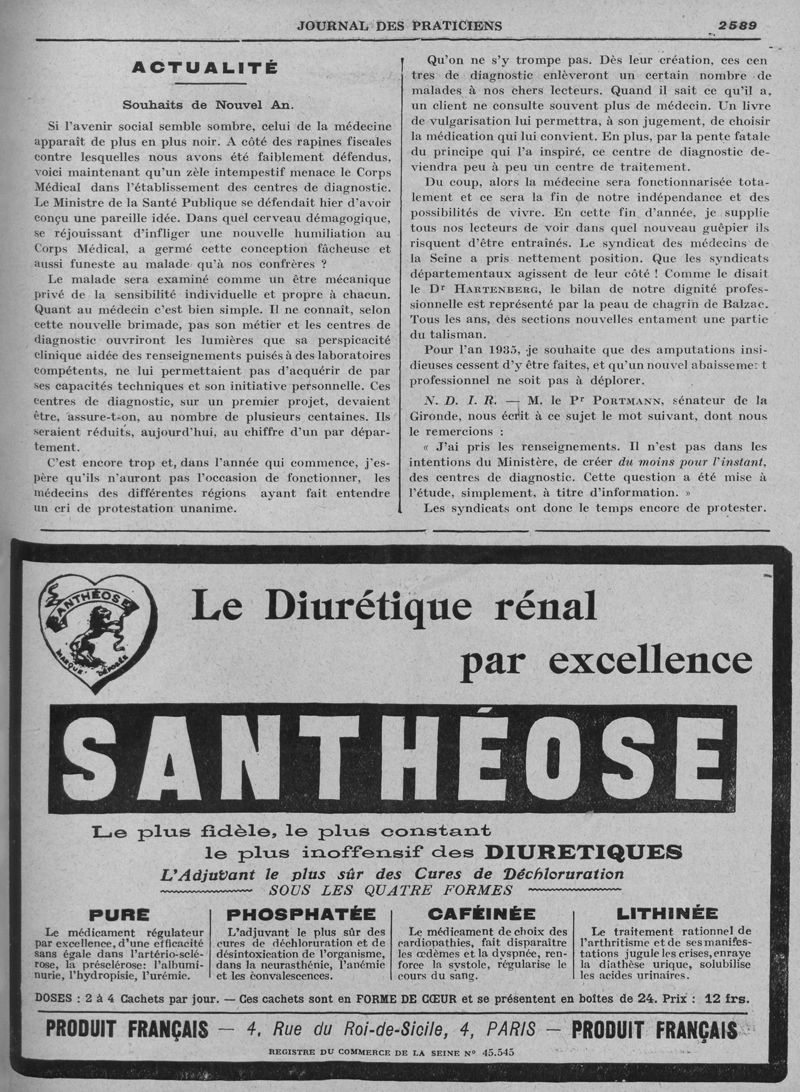 JOURNAL DES PRATICIENS 2589
ACTUALITÉ
Souhaits de Nouvel An.
Si l'avenir social semble sombre, celui de la médecine
apparaît de plus en plus noir. A côté des rapines fiscales
contre lesquelles nous avons été faiblement défendus,
voici maintenant qu'un zèle intempestif menace le Corps
Médical dans l'établissement des centres de diagnostic.
Le Ministre de la Santé Publique se défendait hier d'avoir
conçu une pareille idée. Dans quel cerveau démagogique,
se réjouissant d'infliger une nouvelle humiliation au
Corps Médical, a germé cette conception fâcheuse et
aussi funeste au malade qu'à nos confrères ?
Le malade sera examiné comme un être mécanique
privé de la sensibilité individuelle et propre à chacun.
Quant au médecin c'est bien simple. Il ne connaît, selon
cette nouvelle brimade, pas son métier et les centres de
diagnostic ouvriront les lumières que sa perspicacité
clinique aidée des renseignements puisés à des laboratoires
compétents, ne lui permettaient pas d'acquérir de par
ses capacités techniques et son initiative personnelle. Ces
centres de diagnostic, sur un premier projet, devaient
être, assure-t-on, au nombre de plusieurs centaines. Ils
seraient réduits, aujourd'hui, au chiffre d'un par dépar-
tement.
C'est encore trop et, dans l'année qui commence, j'es-
père qu'ils n'auront pas l'occasion de fonctionner, les
médecins des différentes régions ayant fait entendre
un cri de protestation unanime.
Qu'on ne s'y trompe pas. Dès leur création, ces cen
tres de diagnostic enlèveront un certain nombre de
malades à nos chers lecteurs. Quand il sait ce qu'il a,
un client ne consulte souvent plus de médecin. Un livre
de vulgarisation lui permettra, à son jugement, de choisir
la médication qui lui convient. En plus, par la pente fatale
du principe qui l'a inspiré, ce centre de diagnostic de-
viendra peu à peu un centre de traitement.
Du coup, alors la médecine sera fonctionnarisée tota-
lement et ce sera la fin de notre indépendance et des
possibilités de vivre. En cette fin d'année, je supplie
tous nos lecteurs de voir dans quel nouveau guêpier ils
risquent d'être entrainés. Le syndicat des médecins de
la Seine a pris nettement position. Que les syndicats
départementaux agissent de leur côté ! Comme le disait
le Dr HARTENBERG, le bilan de notre dignité profes-
sionnelle est représenté par la peau de chagrin de Balzac.
Tous les ans, des sections nouvelles entament une partie
du talisman.
Pour l'an 1935, je souhaite que des amputations insi-
dieuses cessent d'y être faites, et qu'un nouvel abaisseme t
professionnel ne soit pas à déplorer.
N. D. I. R. — M. le Pr PORTMANN, sénateur de la
Gironde, nous écrit à ce sujet le mot suivant, dont nous
le remercions :
« J'ai pris les renseignements. Il n'est pas dans les
intentions du Ministère, de créer du moins pour l'instant,
des centres de diagnostic. Cette question a été mise à
l'étude, simplement, à titre d'information. »
Les syndicats ont donc le temps encore de protester.
SANTHÉOSE
MARQUE DÉPOSÉE
Le Diurétique rénal
par excellence
SANTHÉOSE
Le plus fidèle, le plus constant
le plus inoffensif des DIURETIQUES
L'Adjuvant le plus sûr des Cures de Déchloruration
SOUS LES QUATRE FORMES
PURE
Le médicament régulateur
par excellence, d'une efficacité
sans égale dans l'artério-sclé-
rose, la présclérose: l'albumi-
nurie, l'hydropisie, l'urémie.
PHOSPHATÉE
L'adjuvant le plus sûr des
cures de déchloruration et de
désintoxication de l'organisme,
dans la neurasthénie, l'anémie
et les convalescences.
CAFÉINÉE
Le médicament de choix des
cardiopathies, fait disparaître
les œdèmes et la dyspnée, ren-
force la systole, régularise le
cours du sang.
LITHINÉE
Le traitement rationnel de
l'arthritisme et de ses manifes-
tations jugule les crises, enraye
la diathèse urique, solubilise
les acides urinaires.
DOSES : 2 à 4 Cachets par jour. — Ces cachets sont en FORME DE CŒUR et se présentent en boîtes de 24. Prix : 12 frs.
PRODUIT FRANÇAIS — 4, Rue du Roi-de-Sicile, 4, PARIS — PRODUIT FRANÇAIS
REGISTRE DU COMMERCE DE LA SEINE Nº 45.545